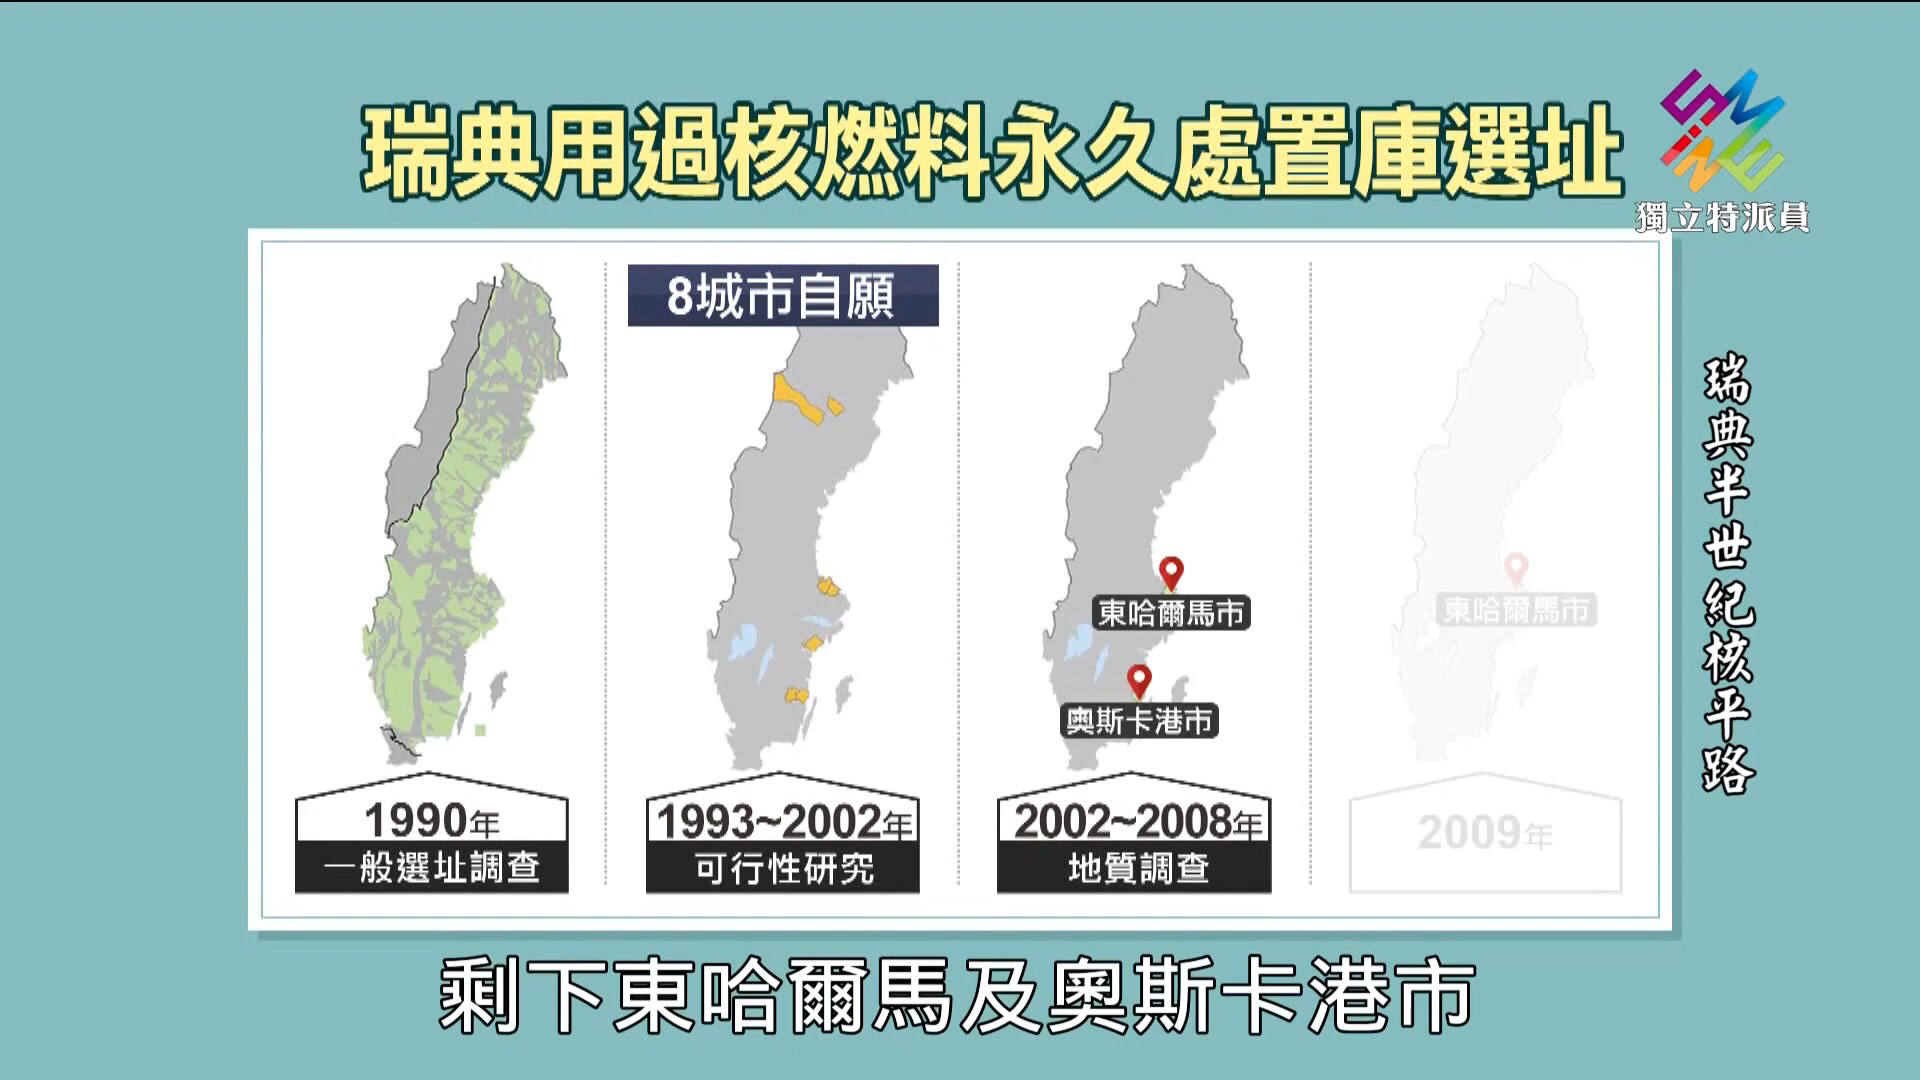 瑞典用過核燃料永久處置庫選址
SINNE
獨立特派員
8城市自願
東哈爾馬市
奧斯卡港市
東哈爾馬市
1990年
一般選址調查
1993~2002年
可行性研究
2002~2008年
地質調查
2009年
瑞典半世紀核平路
剩下東哈爾馬及奧斯卡港市